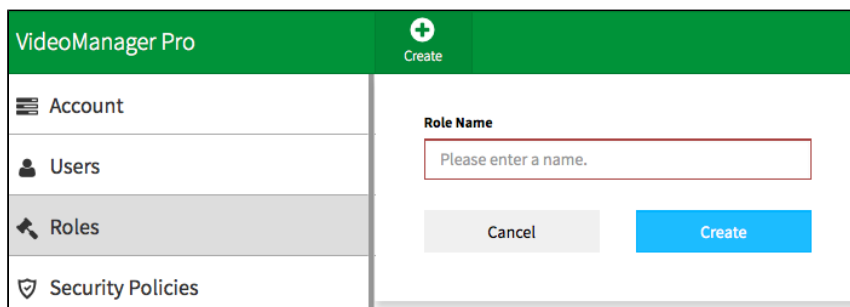 VideoManager Pro
Create
Account
Users
Roles
Security Policies
Role Name
Please enter a name.
Cancel
Create